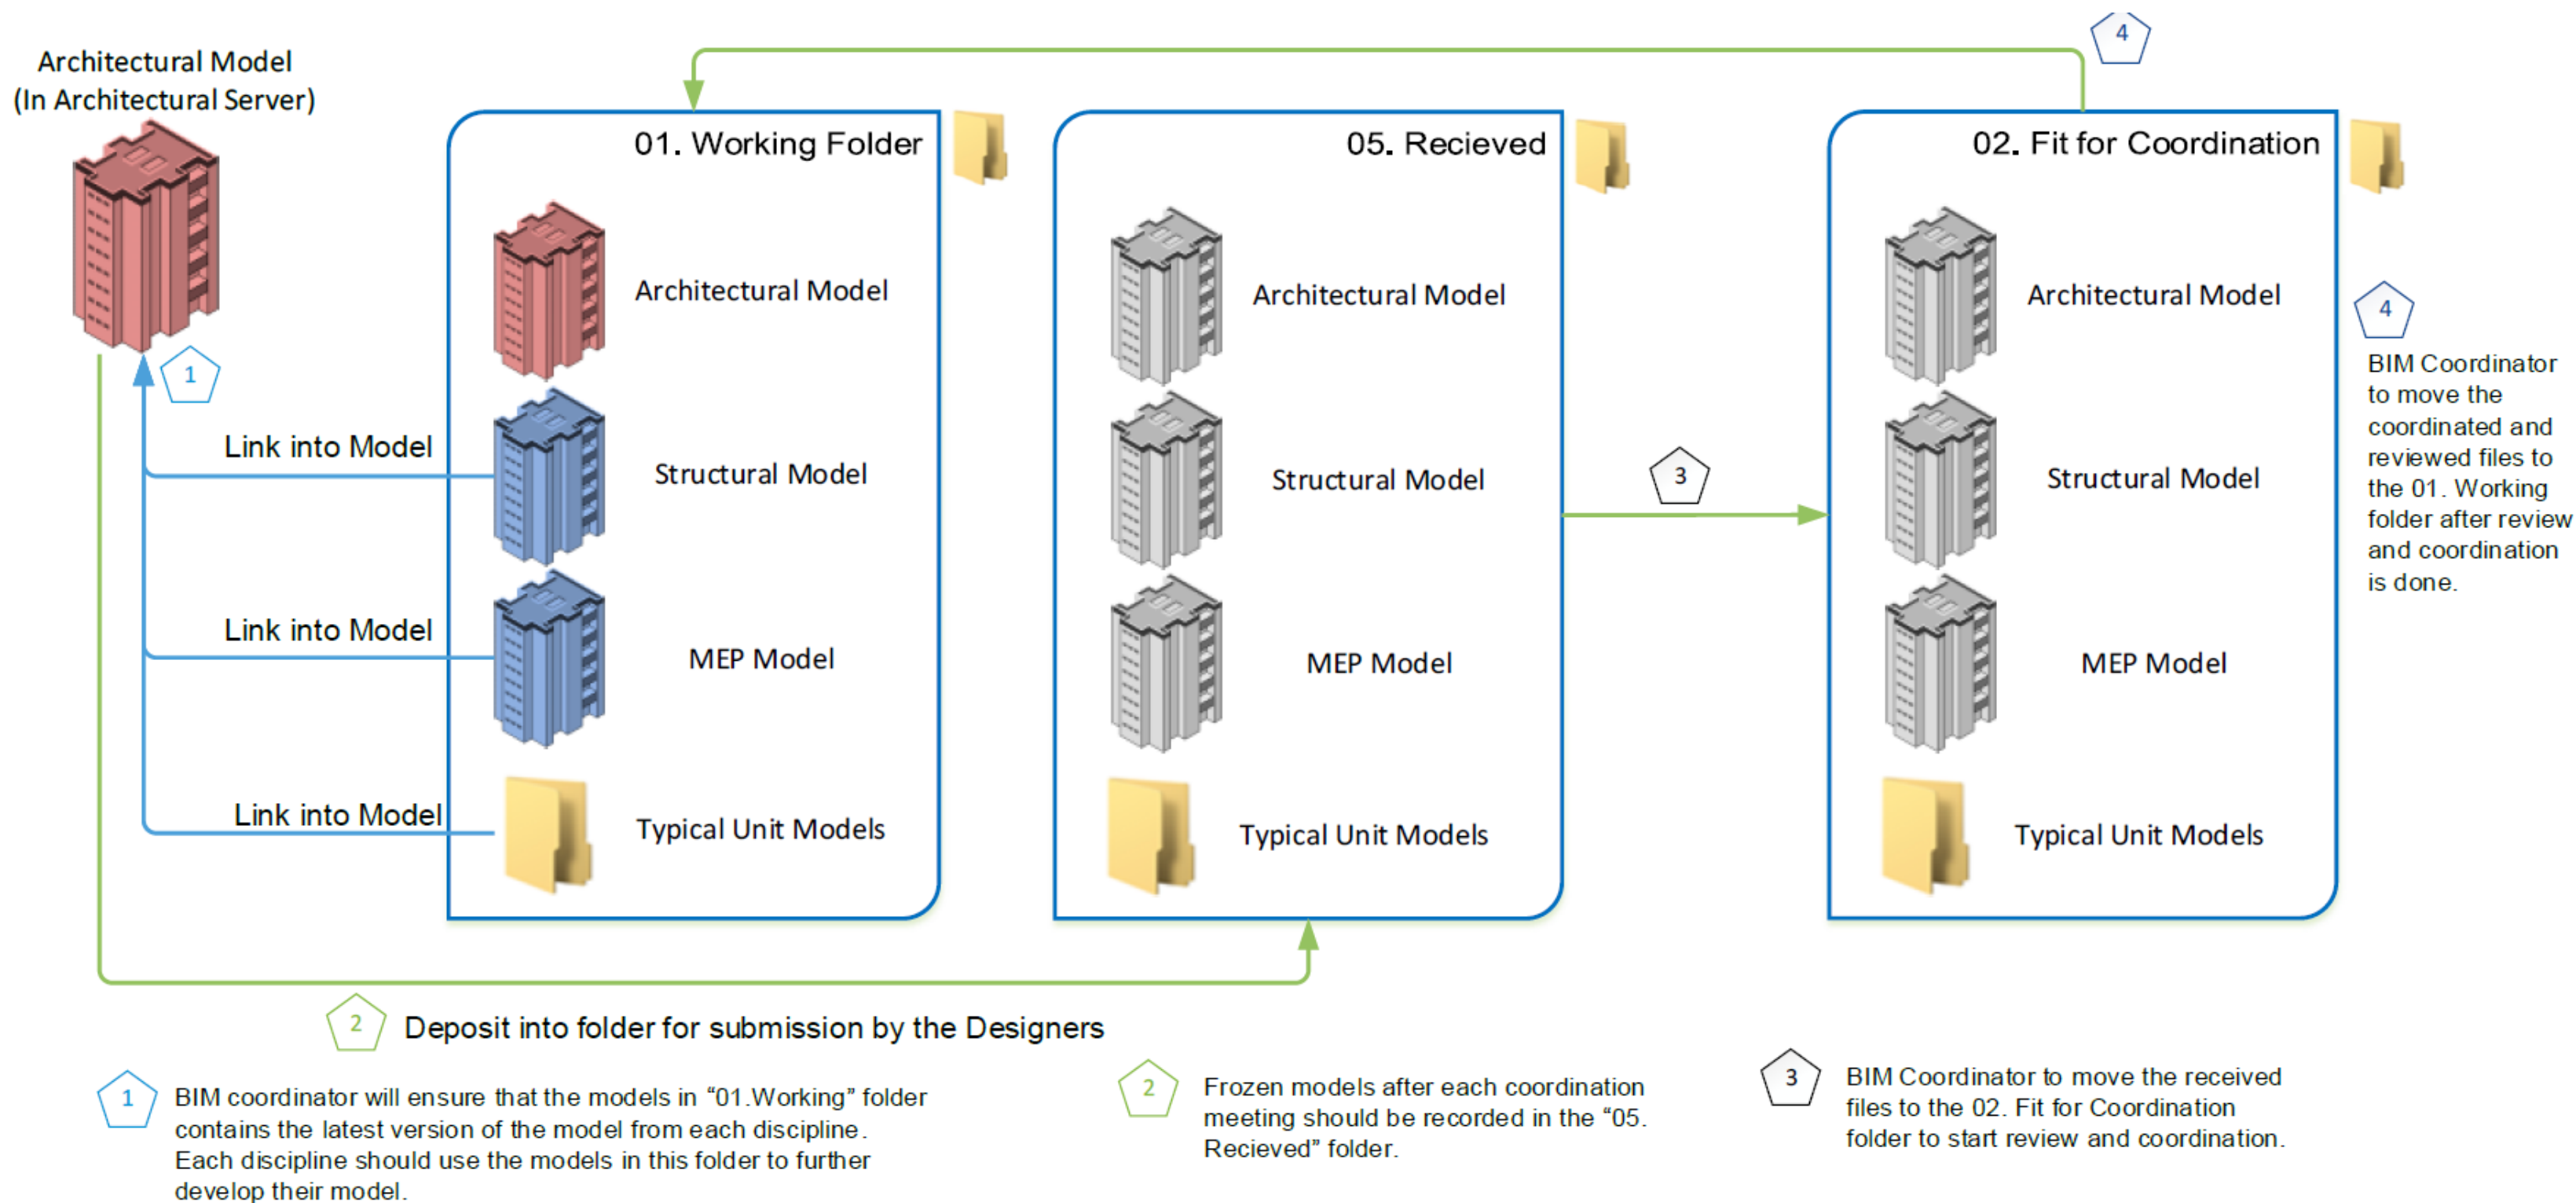 Architectural Model
(In Architectural Server)
4
01. Working Folder
05. Recieved
02. Fit for Coordination
Architectural Model
Architectural Model
Architectural Model
1
Link into Model
Structural Model
Structural Model
3
Structural Model
4
BIM Coordinator
to move the
coordinated and
reviewed files to
the 01. Working
folder after review
and coordination
is done.
Link into Model
MEP Model
MEP Model
MEP Model
Link into Model
Typical Unit Models
Typical Unit Models
Typical Unit Models
2
Deposit into folder for submission by the Designers
1
BIM coordinator will ensure that the models in “01.Working” folder
contains the latest version of the model from each discipline.
Each discipline should use the models in this folder to further
develop their model.
2
Frozen models after each coordination
meeting should be recorded in the “05.
Recieved” folder.
3
BIM Coordinator to move the received
files to the 02. Fit for Coordination
folder to start review and coordination.